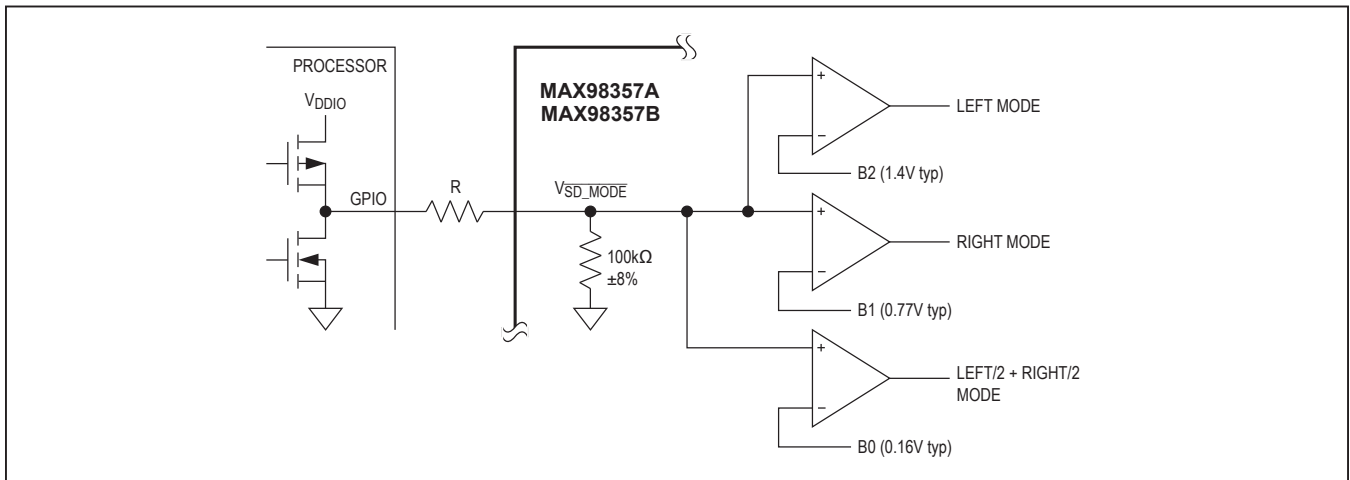 PROCESSOR
VDDIO
GPIO
R
MAX98357A
MAX98357B
VSD_MODE
100kΩ
±8%
+
−
LEFT MODE
B2 (1.4V typ)
+
−
RIGHT MODE
B1 (0.77V typ)
+
−
LEFT/2 + RIGHT/2
MODE
B0 (0.16V typ)